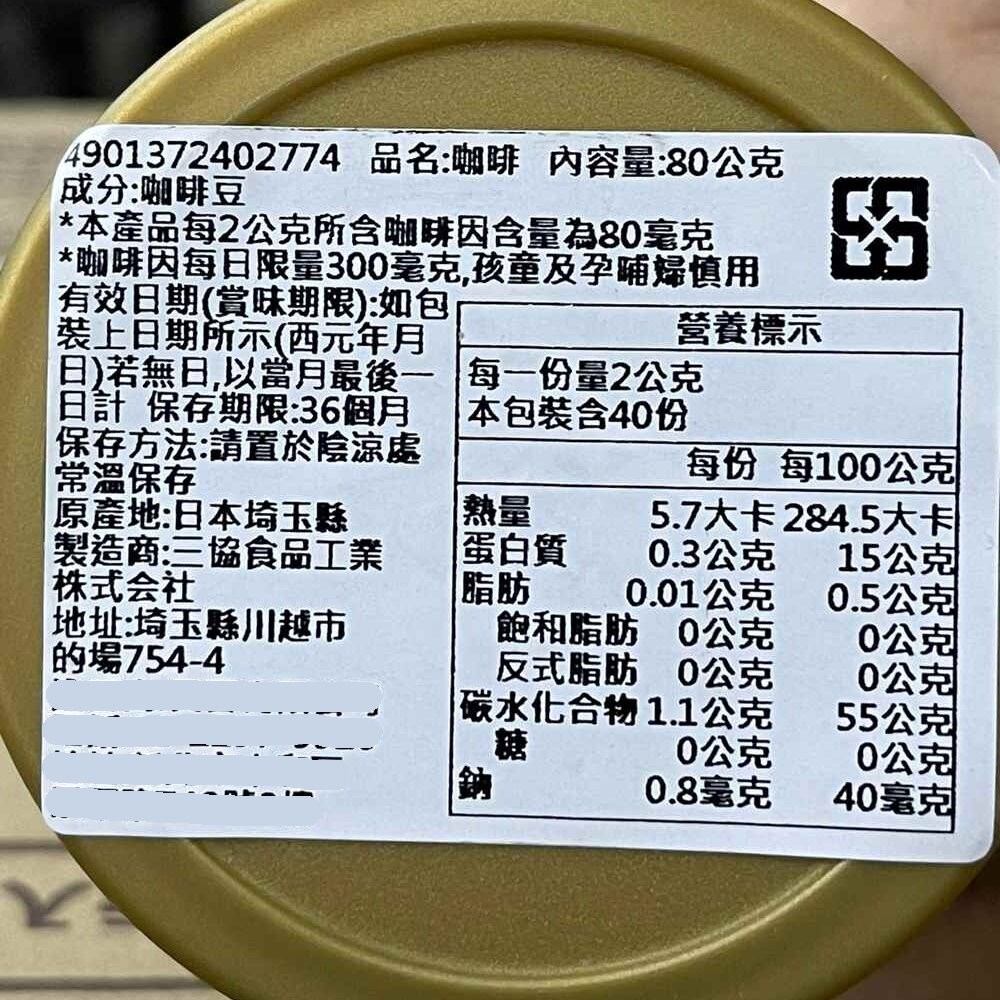 4901372402774 品名:咖啡 內容量:80公克
成分:咖啡豆
*本產品每2公克所含咖啡因含量為80毫克
*咖啡因每日限量300毫克,孩童及孕哺婦慎用
有效日期(賞味期限):如包
裝上日期所示(西元年月
日)若無日,以當月最後一
日計 保存期限:36個月
保存方法:請置於陰涼處
常溫保存
原產地:日本埼玉縣
製造商:三協食品工業
株式会社
地址:埼玉縣川越市
的場754-4
營養標示
每一份量2公克
本包裝含40份
每份 每100公克
熱量 5.7大卡 284.5大卡
蛋白質 0.3公克 15公克
脂肪 0.01公克 0.5公克
飽和脂肪 0公克 0公克
反式脂肪 0公克 0公克
碳水化合物 1.1公克 55公克
糖 0公克 0公克
鈉 0.8毫克 40毫克